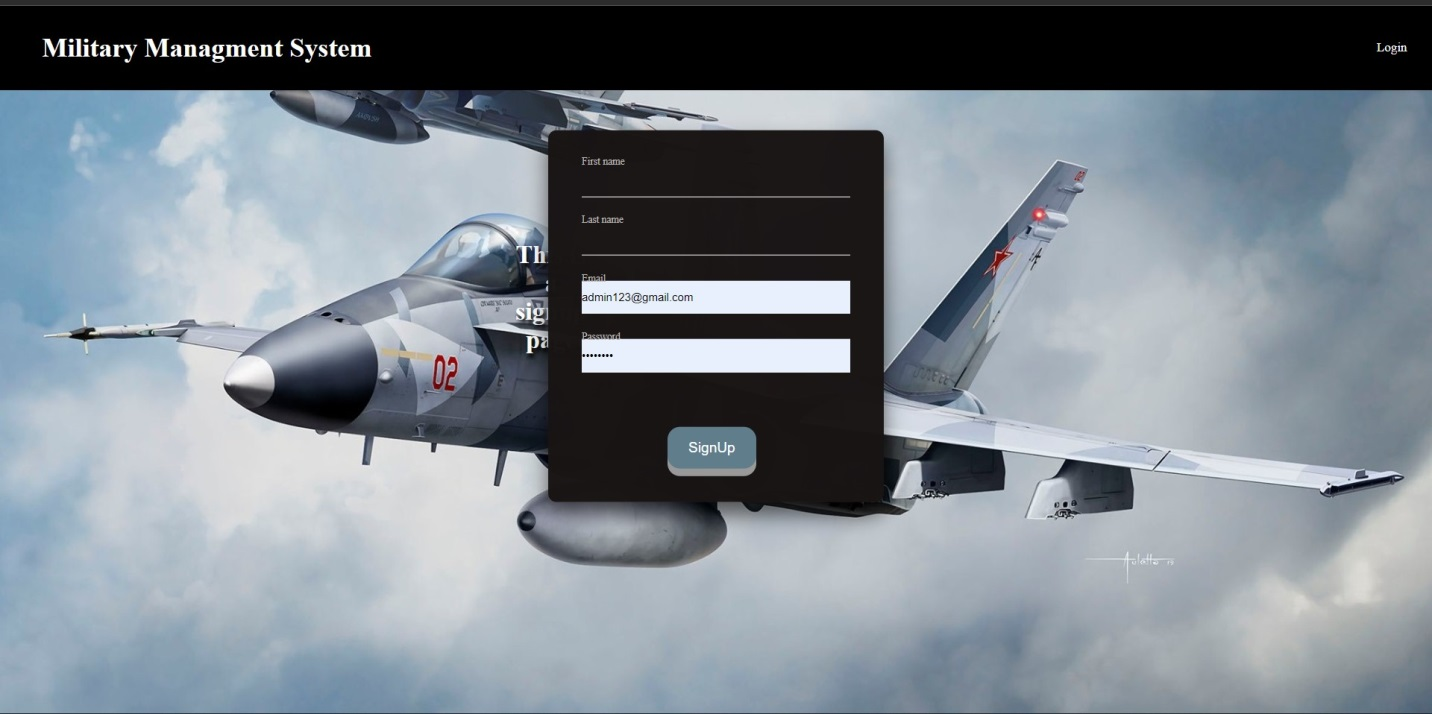 Military Managment System
Login
First name
Last name
Email
admin123@gmail.com
Password
••••••••
SignUp
02